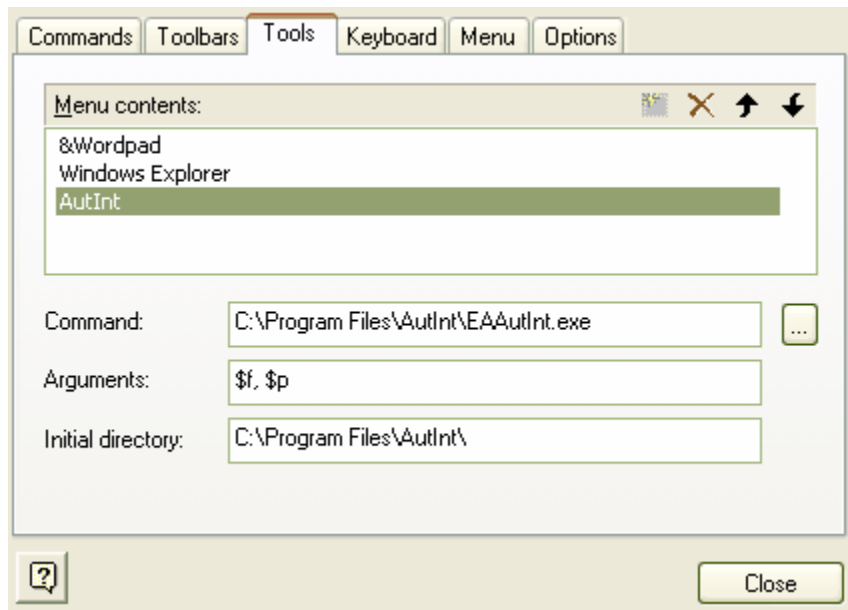 Commands Toolbars Tools Keyboard Menu Options
Menu contents:
&Wordpad
Windows Explorer
AutInt
Command: C:\Program Files\AutInt\EAAutInt.exe ...
Arguments: $f, $p
Initial directory: C:\Program Files\AutInt\
?
Close